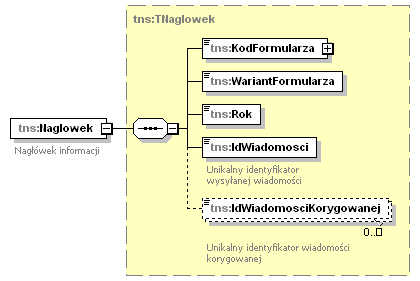 tns:TNaglowek
tns:KodFormularza
tns:WariantFormularza
tns:Rok
tns:Naglowek
Nagłówek informacji
tns:IdWiadomosci
Unikalny identyfikator
wysyłanej wiadomości
tns:IdWiadomosciKorygowanej
0..
Unikalny identyfikator wiadomości
korygowanej